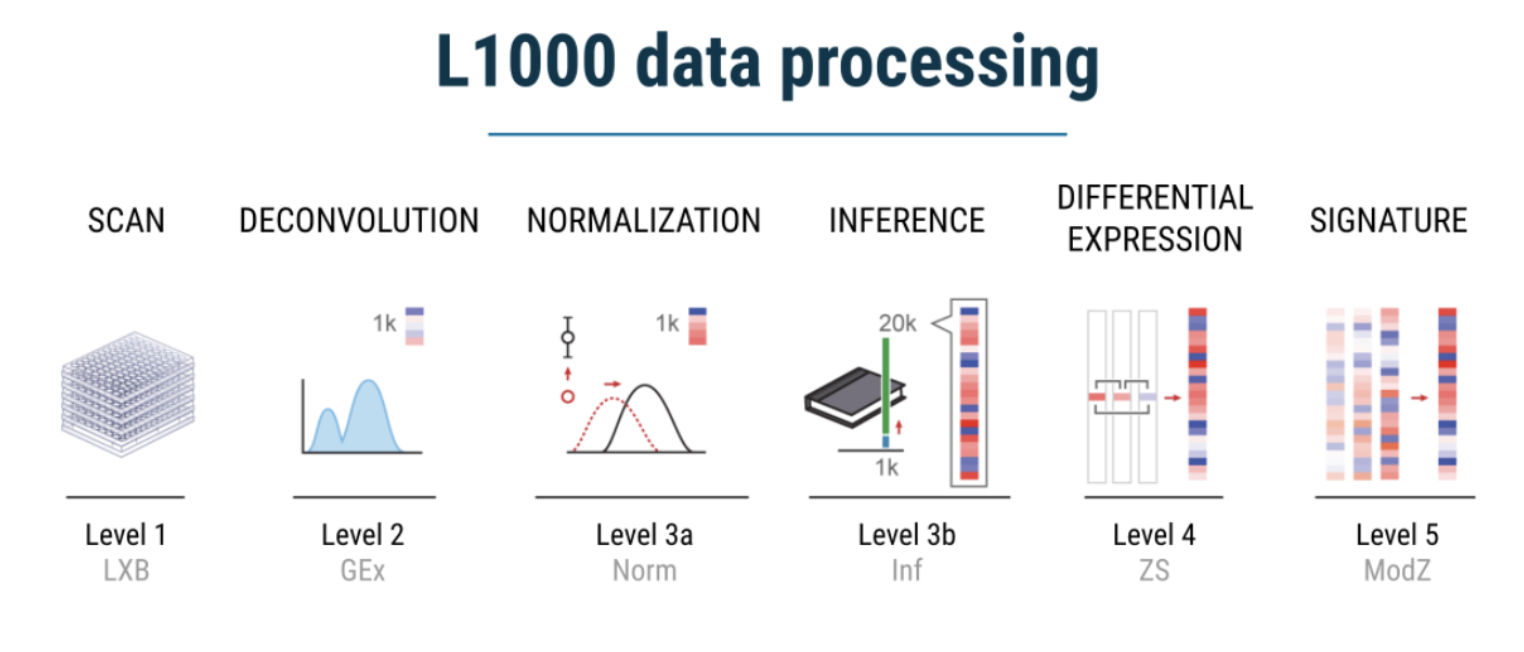 L1000 data processing
SCAN
DECONVOLUTION
NORMALIZATION
INFERENCE
DIFFERENTIAL
EXPRESSION
SIGNATURE
1k
1k
20k
1k
Level 1
LXB
Level 2
GEx
Level 3a
Norm
Level 3b
Inf
Level 4
ZS
Level 5
ModZ